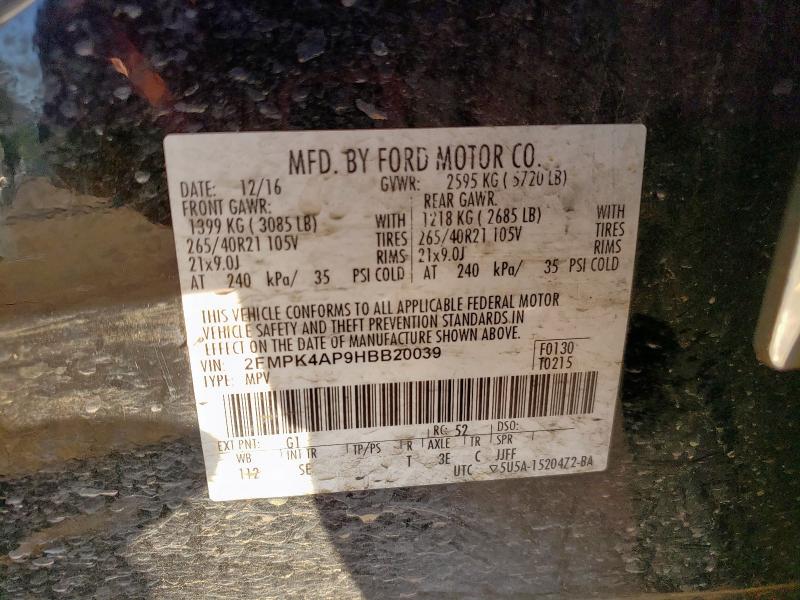 MFD. BY FORD MOTOR CO.
DATE: 12/16 GVWR: 2595 KG ( 5720 LB)
FRONT GAWR: REAR GAWR:
1399 KG ( 3085 LB) WITH 1218 KG ( 2685 LB) WITH
265/40R21 105V TIRES 265/40R21 105V TIRES
21x9.0J RIMS 21x9.0J RIMS
AT 240 kPa/ 35 PSI COLD AT 240 kPa/ 35 PSI COLD
THIS VEHICLE CONFORMS TO ALL APPLICABLE FEDERAL MOTOR
VEHICLE SAFETY AND THEFT PREVENTION STANDARDS IN
EFFECT ON THE DATE OF MANUFACTURE SHOWN ABOVE.
VIN: 2FMPK4AP9HBB20039 F0130
TYPE: MPV T0215
EXT PNT: G1 RC: 52 DSO:
WB INT TR TP/PS R AXLE TR SPR
112 SE T 3E C JJFF
UTC ▽5U5A-1520472-BA